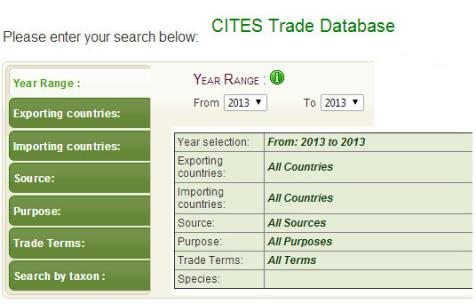 CITES Trade Database
Please enter your search below:
Year Range :
Exporting countries:
Importing countries:
Source:
Purpose:
Trade Terms:
Search by taxon :
YEAR RANGE :
From 2013 To 2013
Year selection: From: 2013 to 2013
Exporting countries: All Countries
Importing countries: All Countries
Source: All Sources
Purpose: All Purposes
Trade Terms: All Terms
Species: